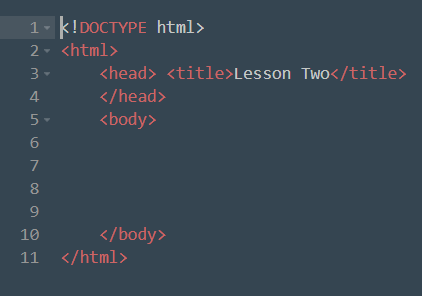 1 <!DOCTYPE html>
2 <html>
3     <head> <title>Lesson Two</title>
4     </head>
5     <body>
6
7
8
9
10     </body>
11 </html>